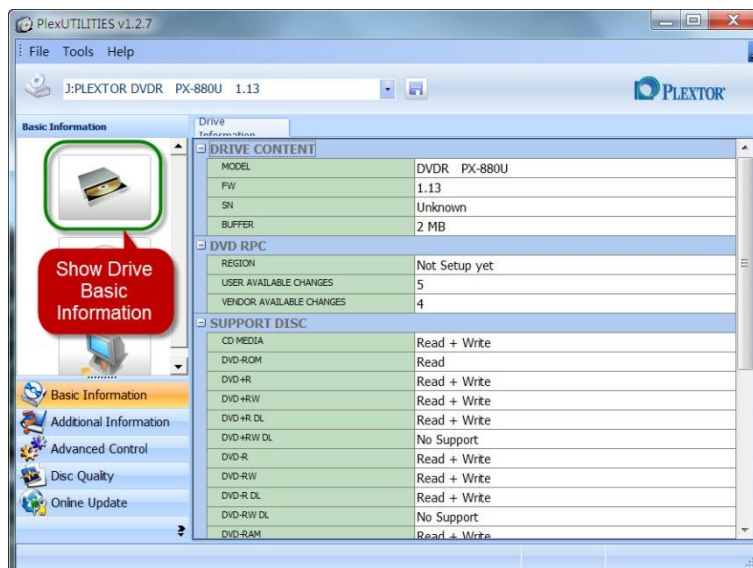 PlexUTILITIES v1.2.7
File Tools Help
J:PLEXTOR DVDR PX-880U 1.13
PLEXTOR
Basic Information
Drive
Information
Show Drive
Basic
Information
Basic Information
Additional Information
Advanced Control
Disc Quality
Online Update
DRIVE CONTENT
MODEL DVDR PX-880U
FW 1.13
SN Unknown
BUFFER 2 MB
DVD RPC
REGION Not Setup yet
USER AVAILABLE CHANGES 5
VENDOR AVAILABLE CHANGES 4
SUPPORT DISC
CD MEDIA Read + Write
DVD-ROM Read
DVD+R Read + Write
DVD+RW Read + Write
DVD+R DL Read + Write
DVD+RW DL No Support
DVD-R Read + Write
DVD-RW Read + Write
DVD-R DL Read + Write
DVD-RW DL No Support
DVD-RAM Read + Write